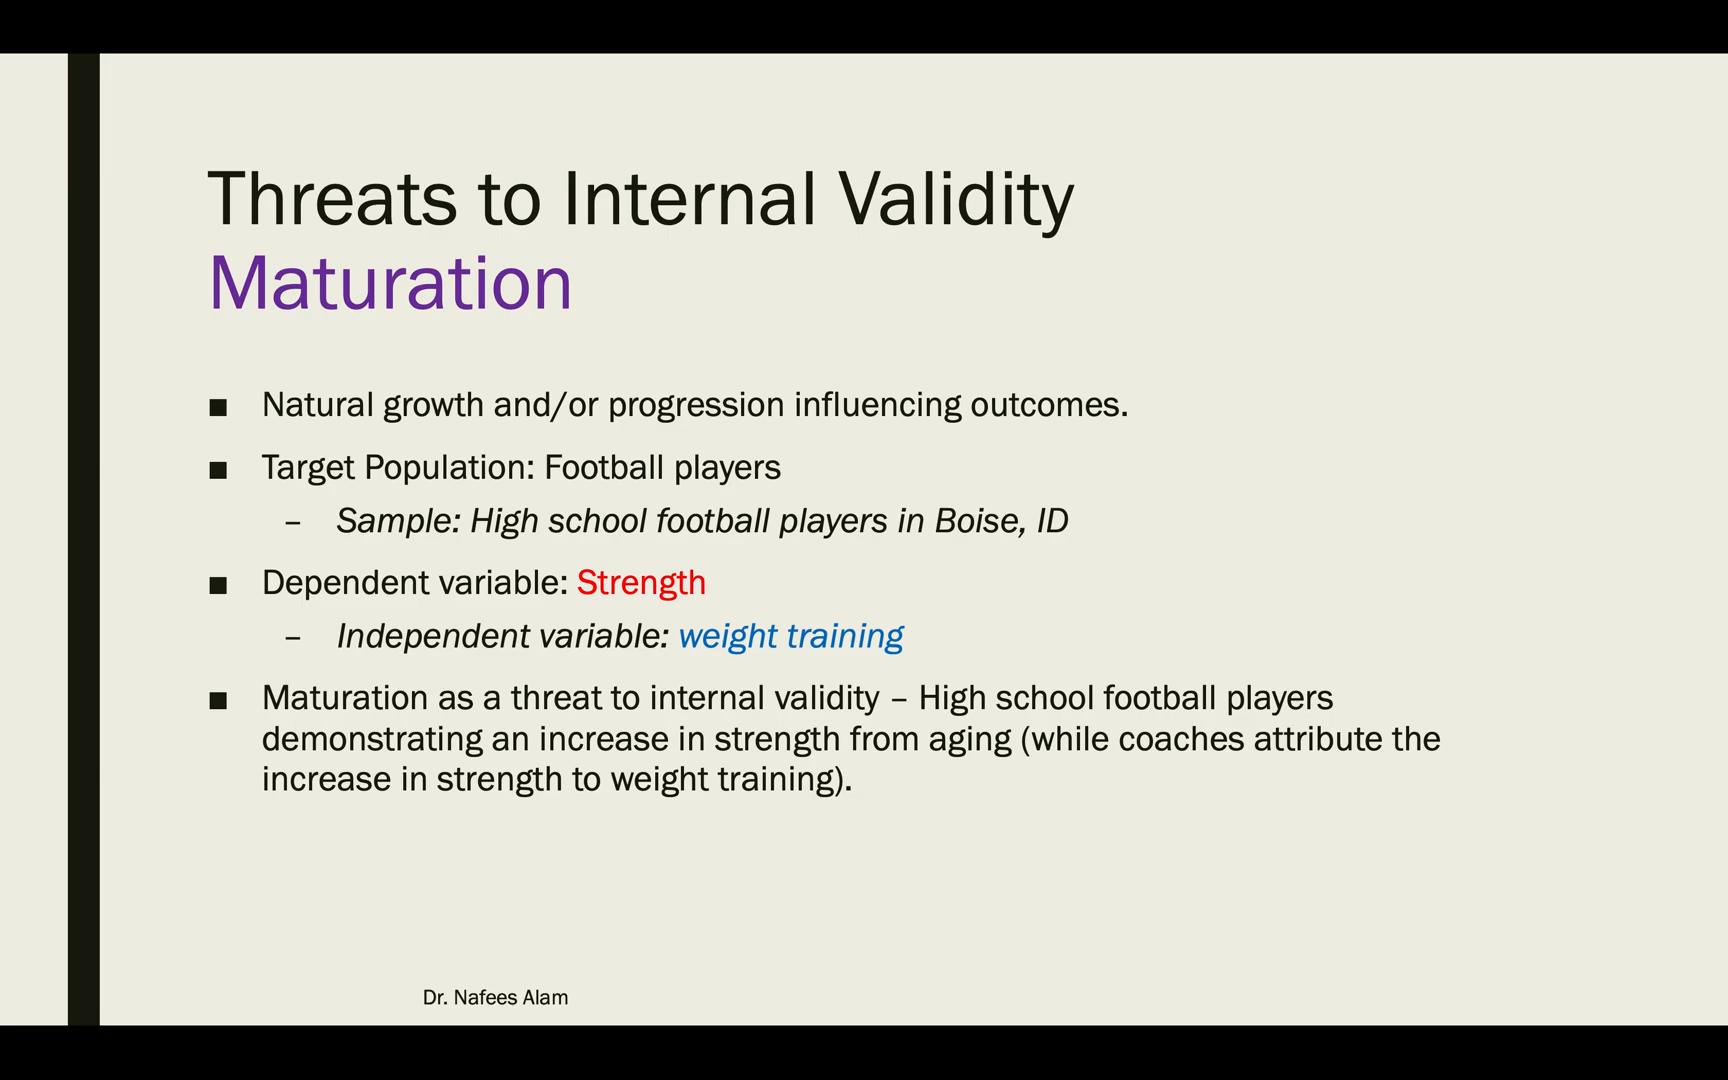 Threats to Internal Validity
Maturation
■ Natural growth and/or progression influencing outcomes.
■ Target Population: Football players
– Sample: High school football players in Boise, ID
■ Dependent variable: Strength
– Independent variable: weight training
■ Maturation as a threat to internal validity – High school football players
demonstrating an increase in strength from aging (while coaches attribute the
increase in strength to weight training).
Dr. Nafees Alam